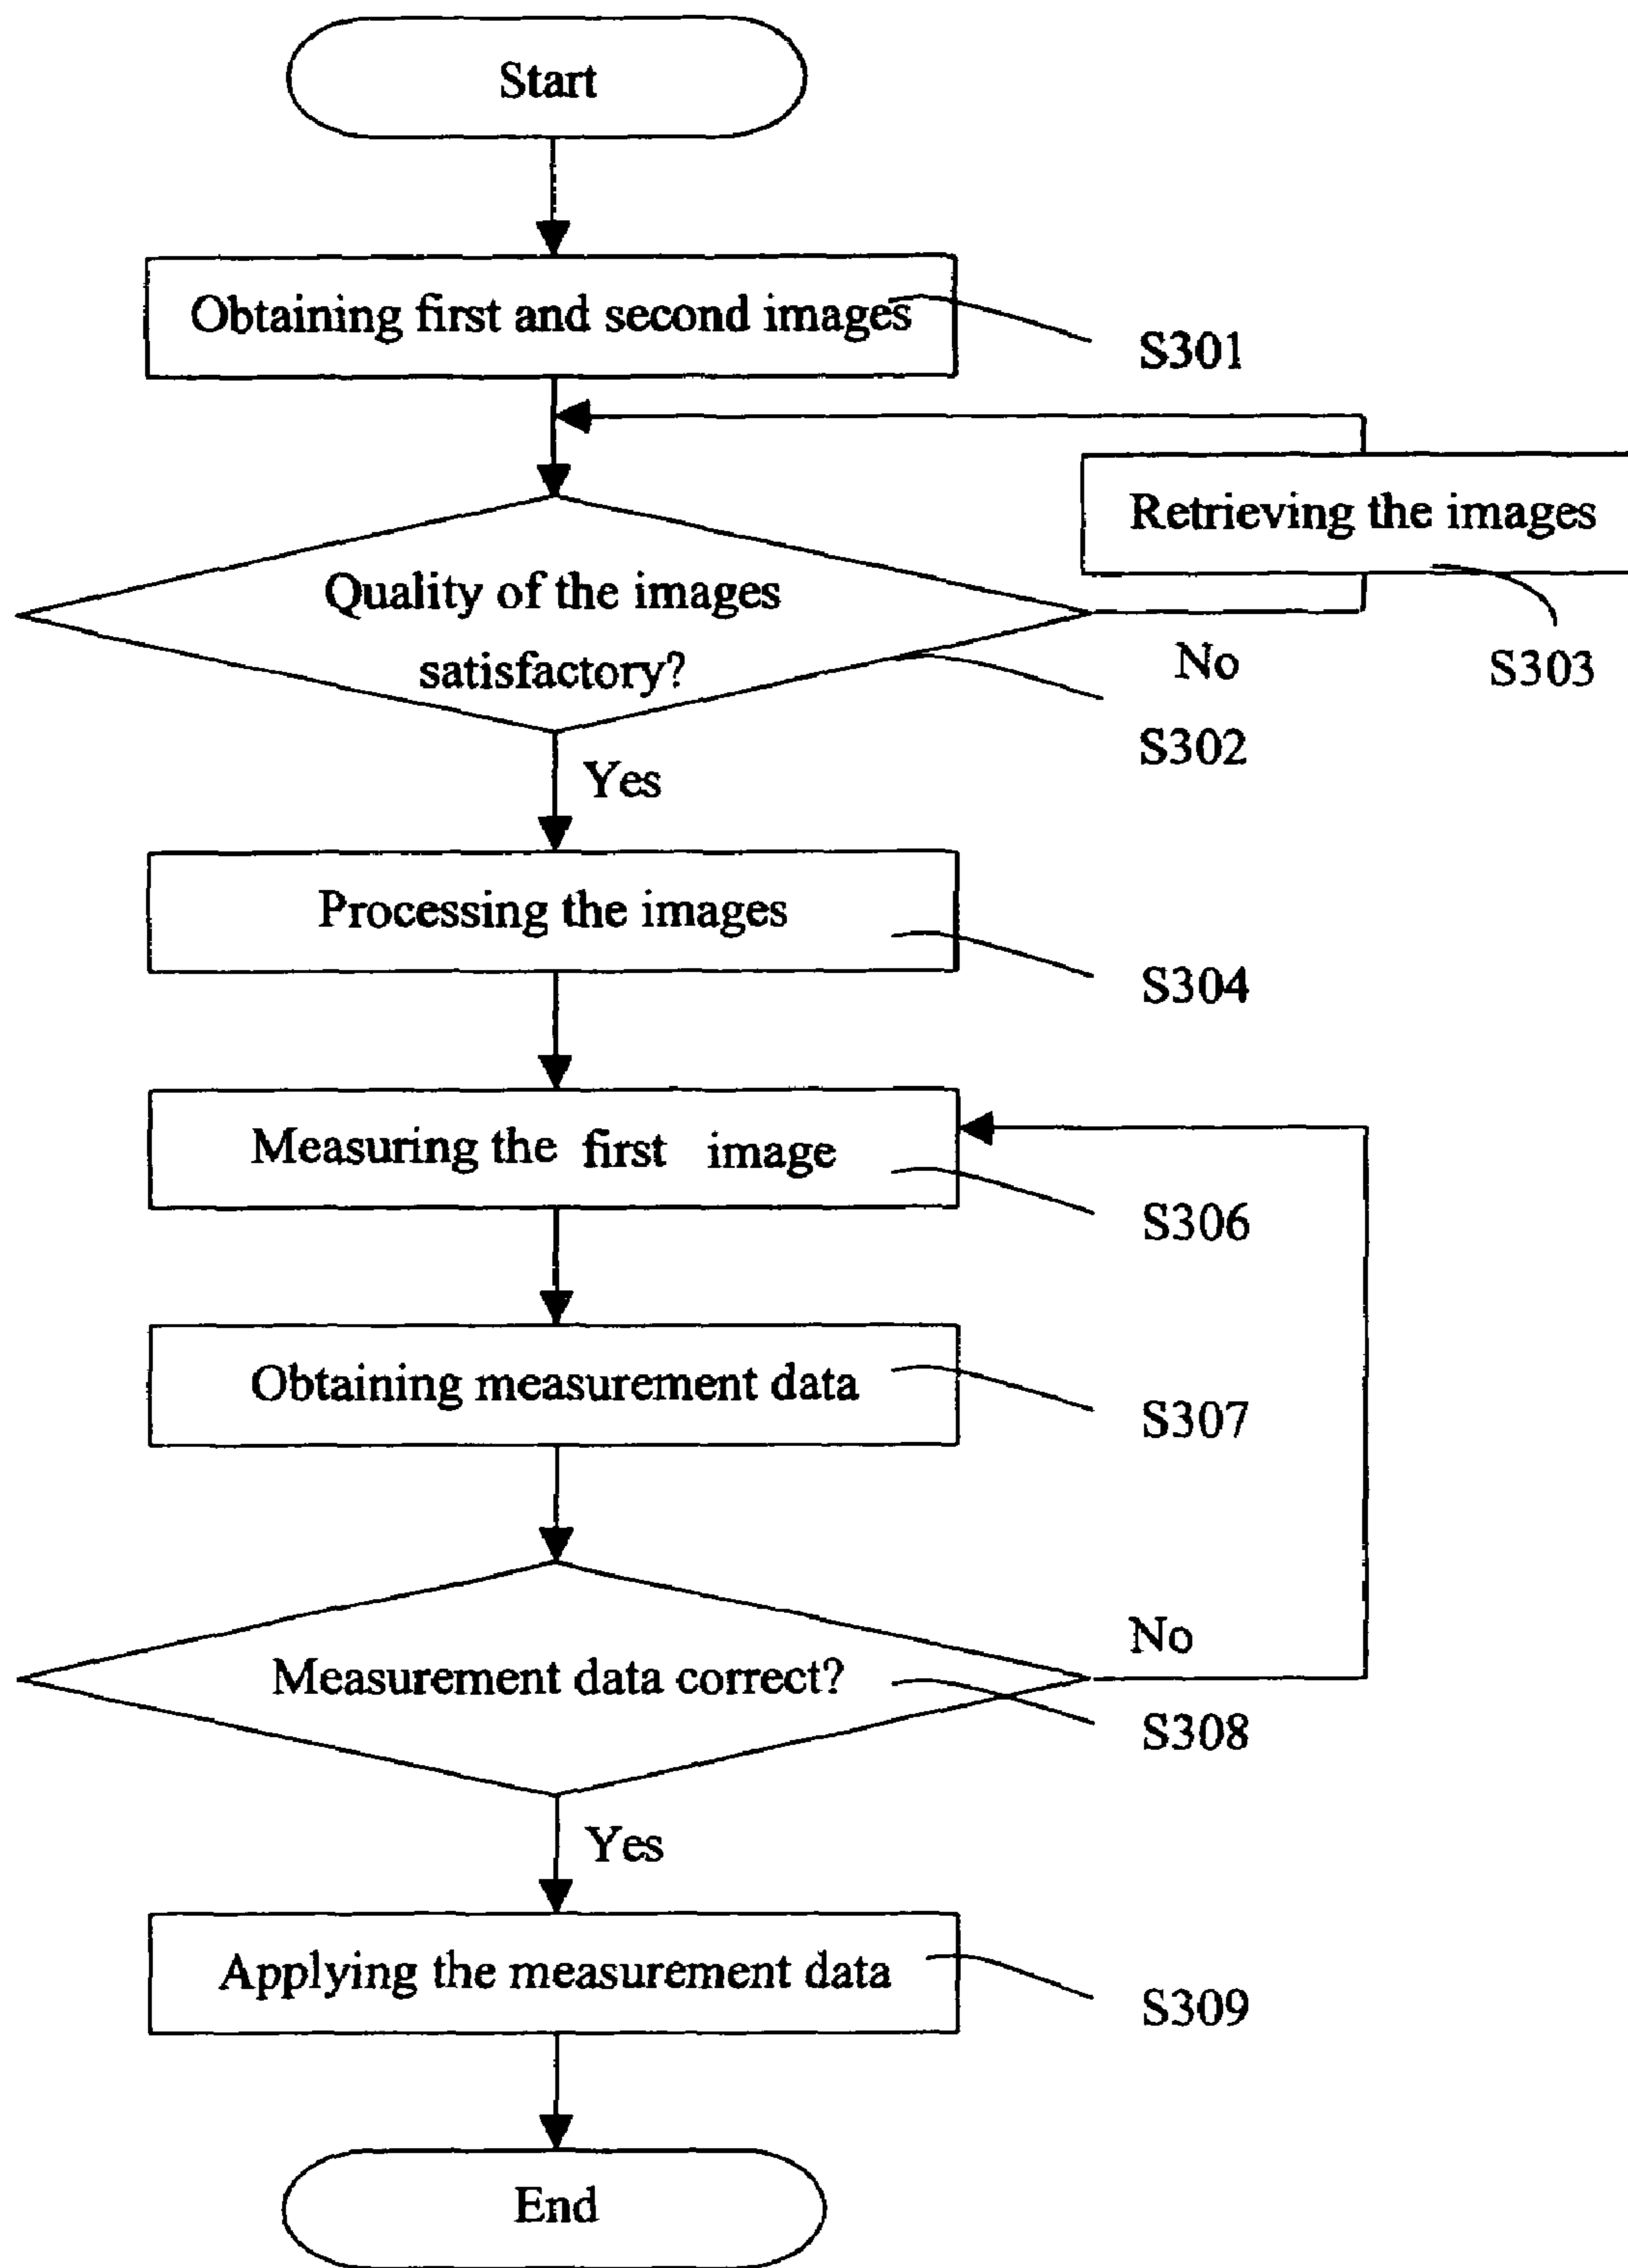 Start
Obtaining first and second images
S301
Retrieving the images
S303
Quality of the images
satisfactory?
No
S302
Yes
Processing the images
S304
Measuring the first image
S306
Obtaining measurement data
S307
Measurement data correct?
No
S308
Yes
Applying the measurement data
S309
End